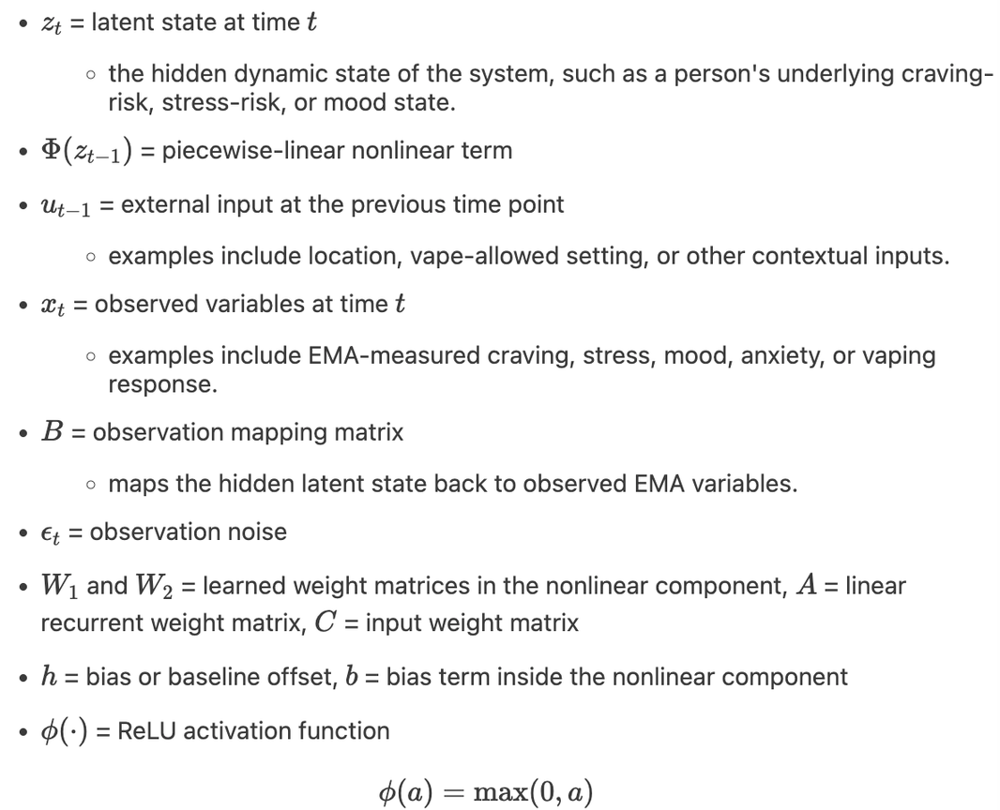 • z_t = latent state at time t
◦ the hidden dynamic state of the system, such as a person's underlying craving-
risk, stress-risk, or mood state.
• Φ(z_{t−1}) = piecewise-linear nonlinear term
• u_{t−1} = external input at the previous time point
◦ examples include location, vape-allowed setting, or other contextual inputs.
• x_t = observed variables at time t
◦ examples include EMA-measured craving, stress, mood, anxiety, or vaping
response.
• B = observation mapping matrix
◦ maps the hidden latent state back to observed EMA variables.
• ϵ_t = observation noise
• W_1 and W_2 = learned weight matrices in the nonlinear component, A = linear
recurrent weight matrix, C = input weight matrix
• h = bias or baseline offset, b = bias term inside the nonlinear component
• ϕ(·) = ReLU activation function
ϕ(a) = max(0, a)